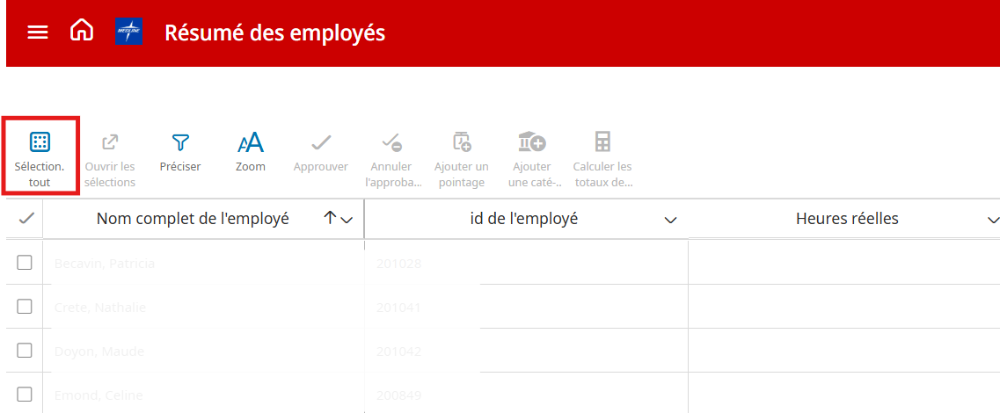 MEDLINE
Résumé des employés
Sélection. tout
Ouvrir les sélections
Préciser
Zoom
Approuver
Annuler l'approba...
Ajouter un pointage
Ajouter une caté-..
Calculer les totaux de...
Nom complet de l'employé
id de l'employé
Heures réelles
Becavin, Patricia 201028
Crete, Nathalie 201041
Doyon, Maude 201042
Emond, Celine 200849